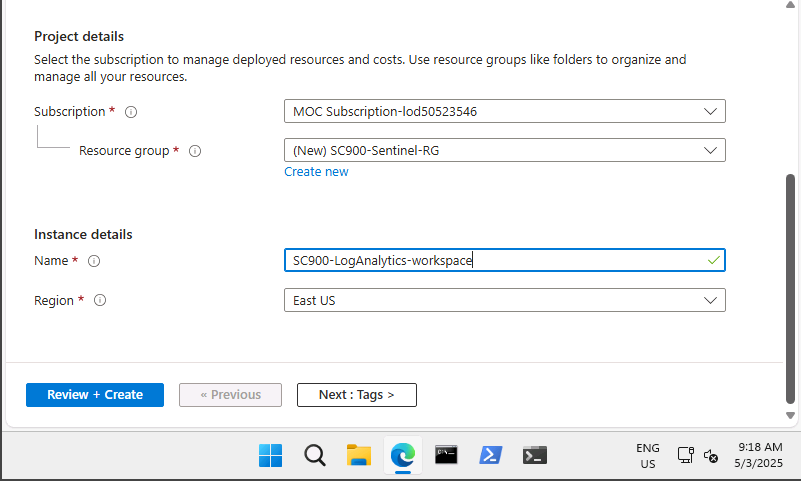 Project details
Select the subscription to manage deployed resources and costs. Use resource groups like folders to organize and
manage all your resources.
Subscription *
MOC Subscription-lod50523546
Resource group *
(New) SC900-Sentinel-RG
Create new
Instance details
Name *
SC900-LogAnalytics-workspace
Region *
East US
Review + Create
« Previous
Next : Tags >
ENG
US
9:18 AM
5/3/2025